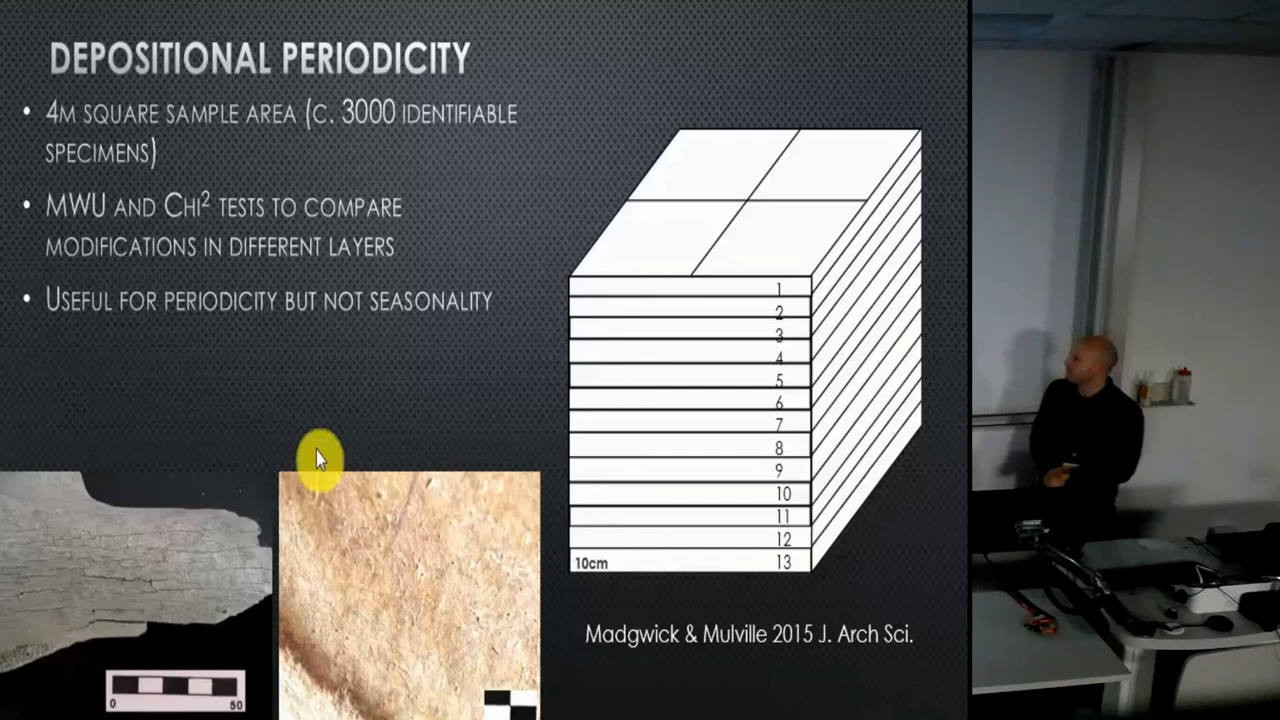 DEPOSITIONAL PERIODICITY
• 4M SQUARE SAMPLE AREA (C. 3000 IDENTIFIABLE
SPECIMENS)
• MWU AND CHI² TESTS TO COMPARE
MODIFICATIONS IN DIFFERENT LAYERS
• USEFUL FOR PERIODICITY BUT NOT SEASONALITY
1
2
3
4
5
6
7
8
9
10
11
12
10cm 13
Madgwick & Mulville 2015 J. Arch Sci.
0 50